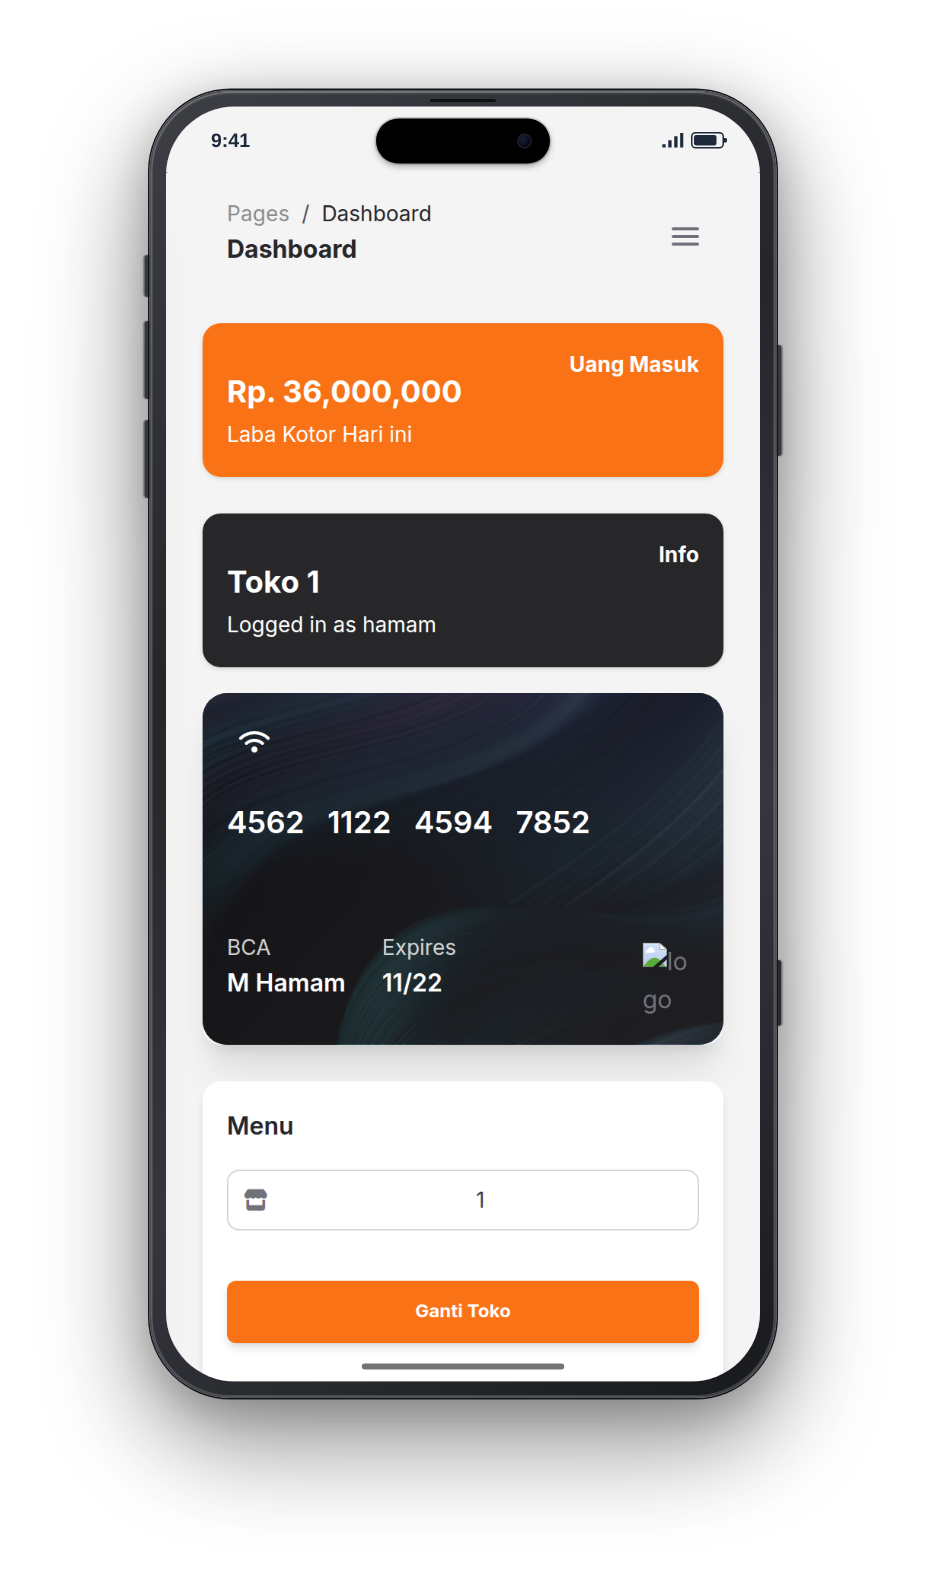 9:41
Pages / Dashboard
Dashboard
Uang Masuk
Rp. 36,000,000
Laba Kotor Hari ini
Info
Toko 1
Logged in as hamam
4562 1122 4594 7852
BCA Expires
M Hamam 11/22
lo
go
Menu
1
Ganti Toko